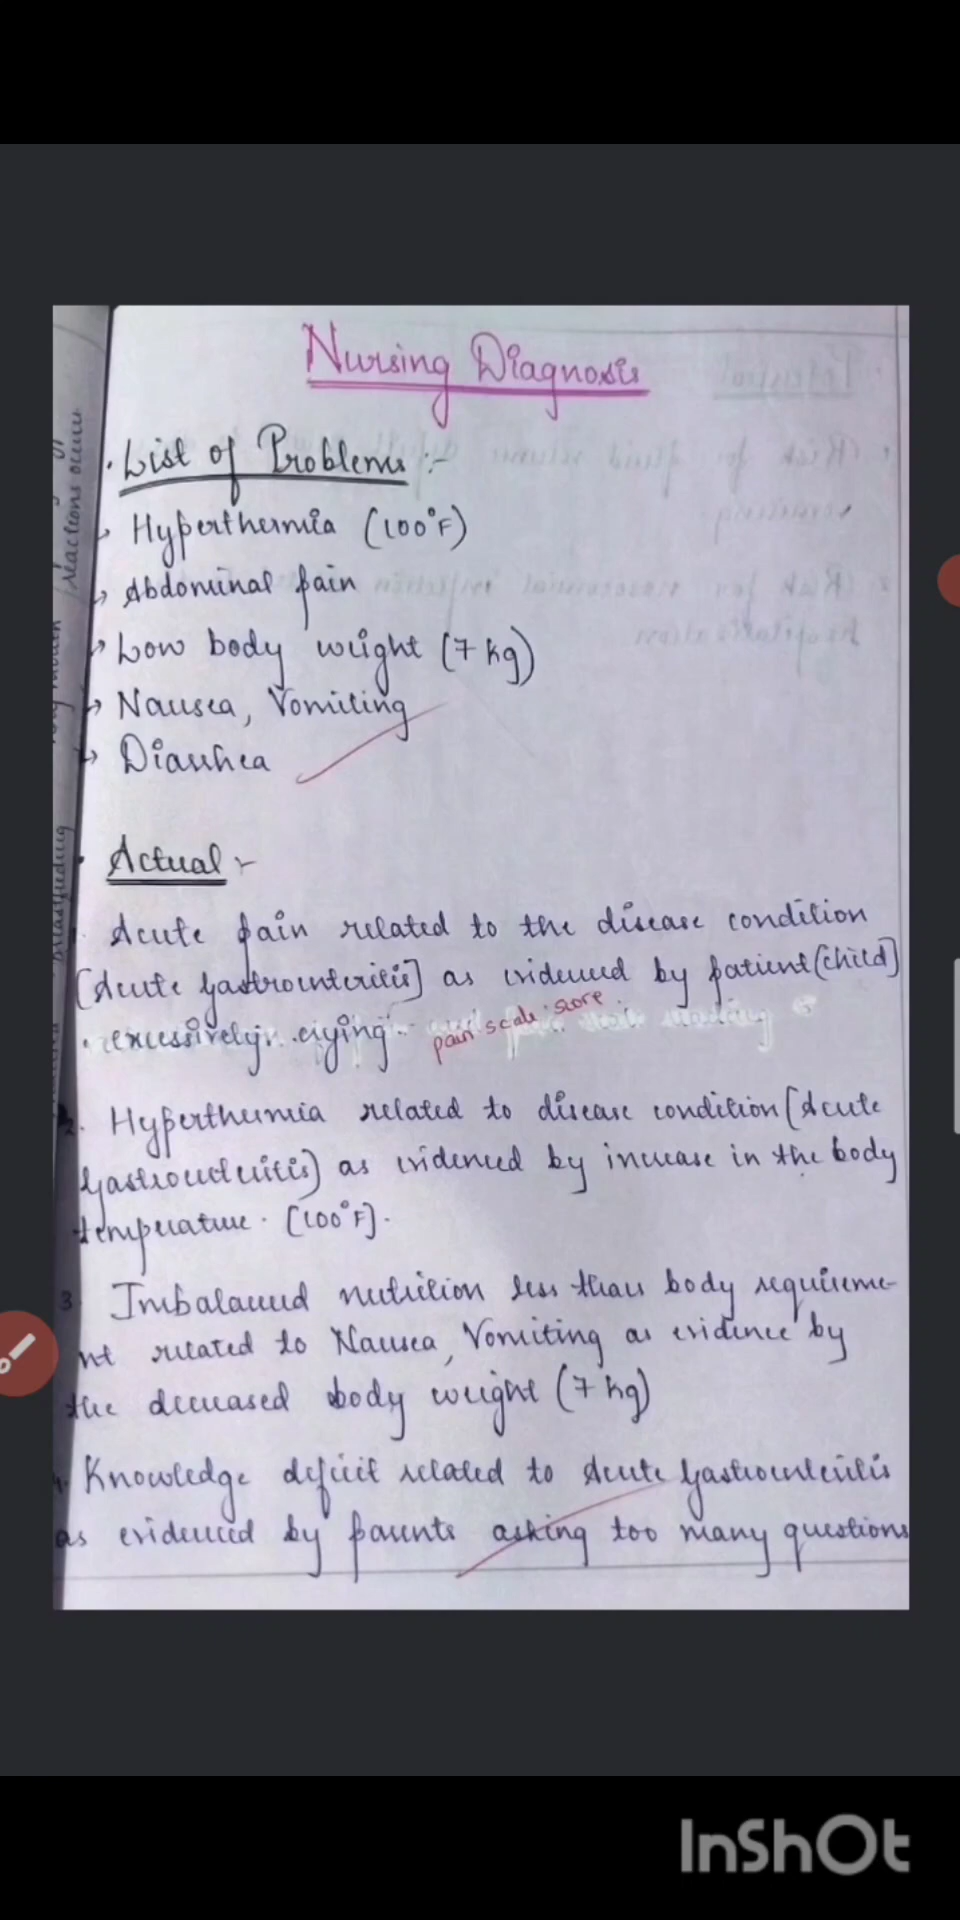 Nursing Diagnosis
List of Problems :-
Hyperthermia (100°F)
Abdominal pain
Low body weight (7 kg)
Nausea, Vomiting
Diarrhea
Actual :-
Acute pain related to the disease condition
[Acute gastroenteritis] as evidenced by patient (child)
excessively crying. pain scale score
2. Hyperthermia related to disease condition [Acute
gastroenteritis] as evidenced by increase in the body
temperature. [100°F].
3. Imbalanced nutrition less than body requireme-
nt related to Nausea, Vomiting as evidence by
the decreased body weight (7 kg)
4. Knowledge deficit related to Acute gastroenteritis
as evidenced by parents asking too many questions
InShOt